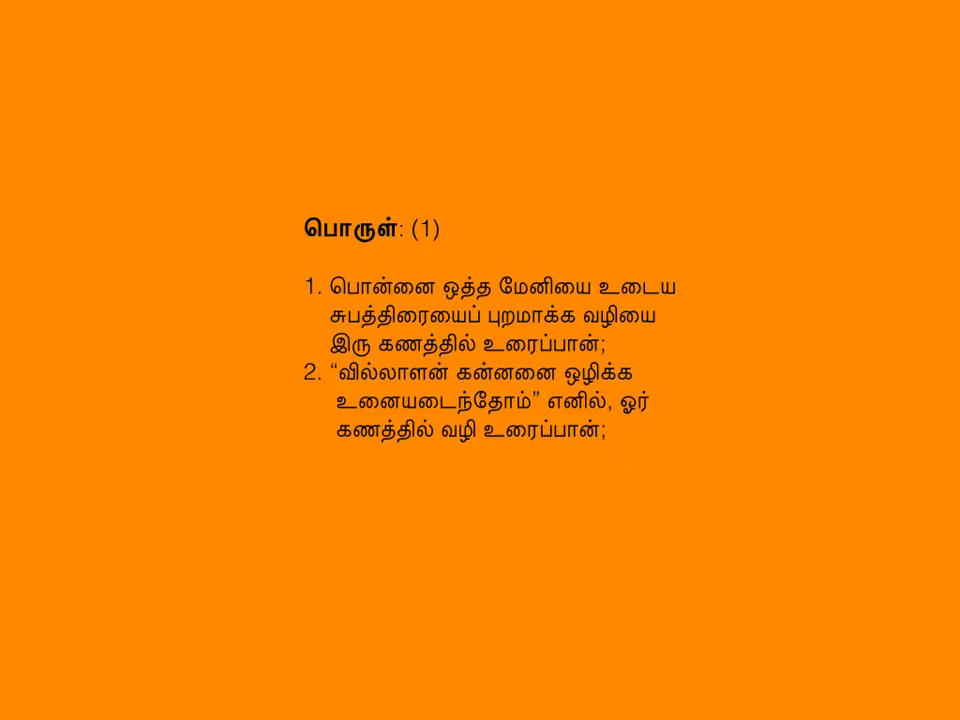 பொருள்: (1)
1. பொன்னை ஒத்த மேனியை உடைய
சுபத்திரையைப் புறமாக்க வழியை
இரு கணத்தில் உரைப்பான்;
2. “வில்லாளன் கன்னனை ஒழிக்க
உனையடைந்தோம்” எனில், ஓர்
கணத்தில் வழி உரைப்பான்;